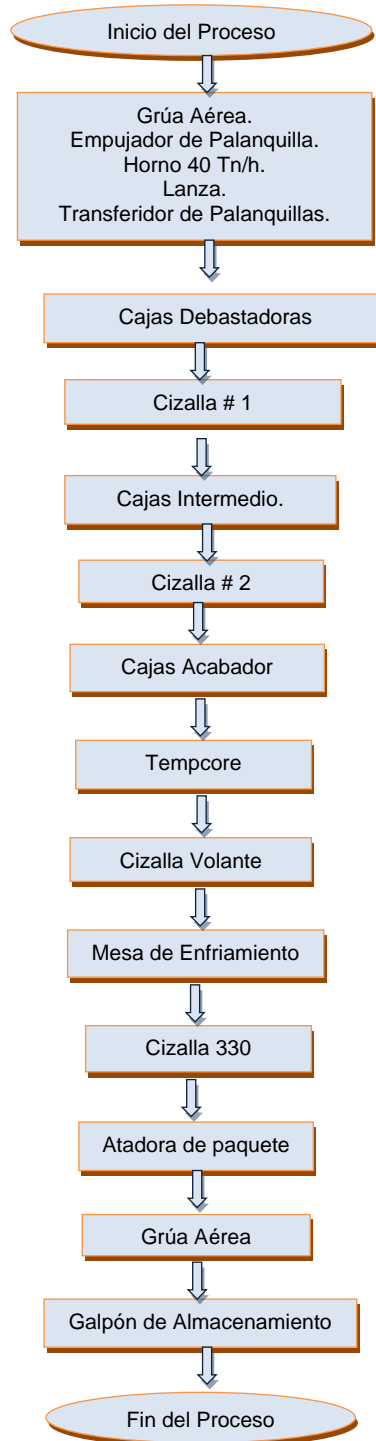 Inicio del Proceso
Grúa Aérea.
Empujador de Palanquilla.
Horno 40 Tn/h.
Lanza.
Transferidor de Palanquillas.
Cajas Debastadoras
Cizalla # 1
Cajas Intermedio.
Cizalla # 2
Cajas Acabador
Tempcore
Cizalla Volante
Mesa de Enfriamiento
Cizalla 330
Atadora de paquete
Grúa Aérea
Galpón de Almacenamiento
Fin del Proceso